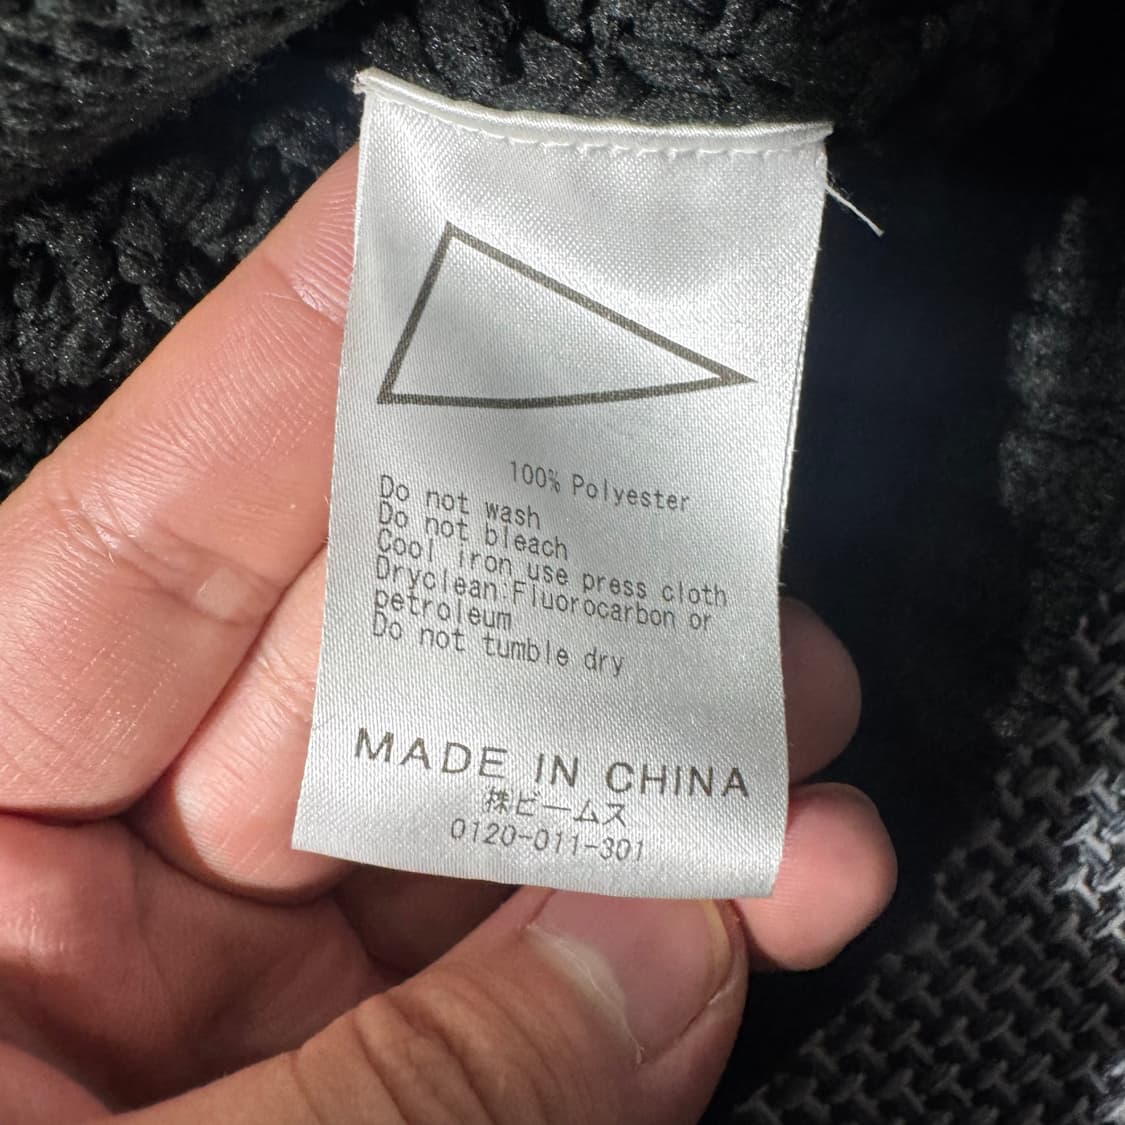 100% Polyester
Do not wash
Do not bleach
Cool iron use press cloth
Dryclean:Fluorocarbon or
petroleum
Do not tumble dry
MADE IN CHINA
㈱ビームス
0120-011-301